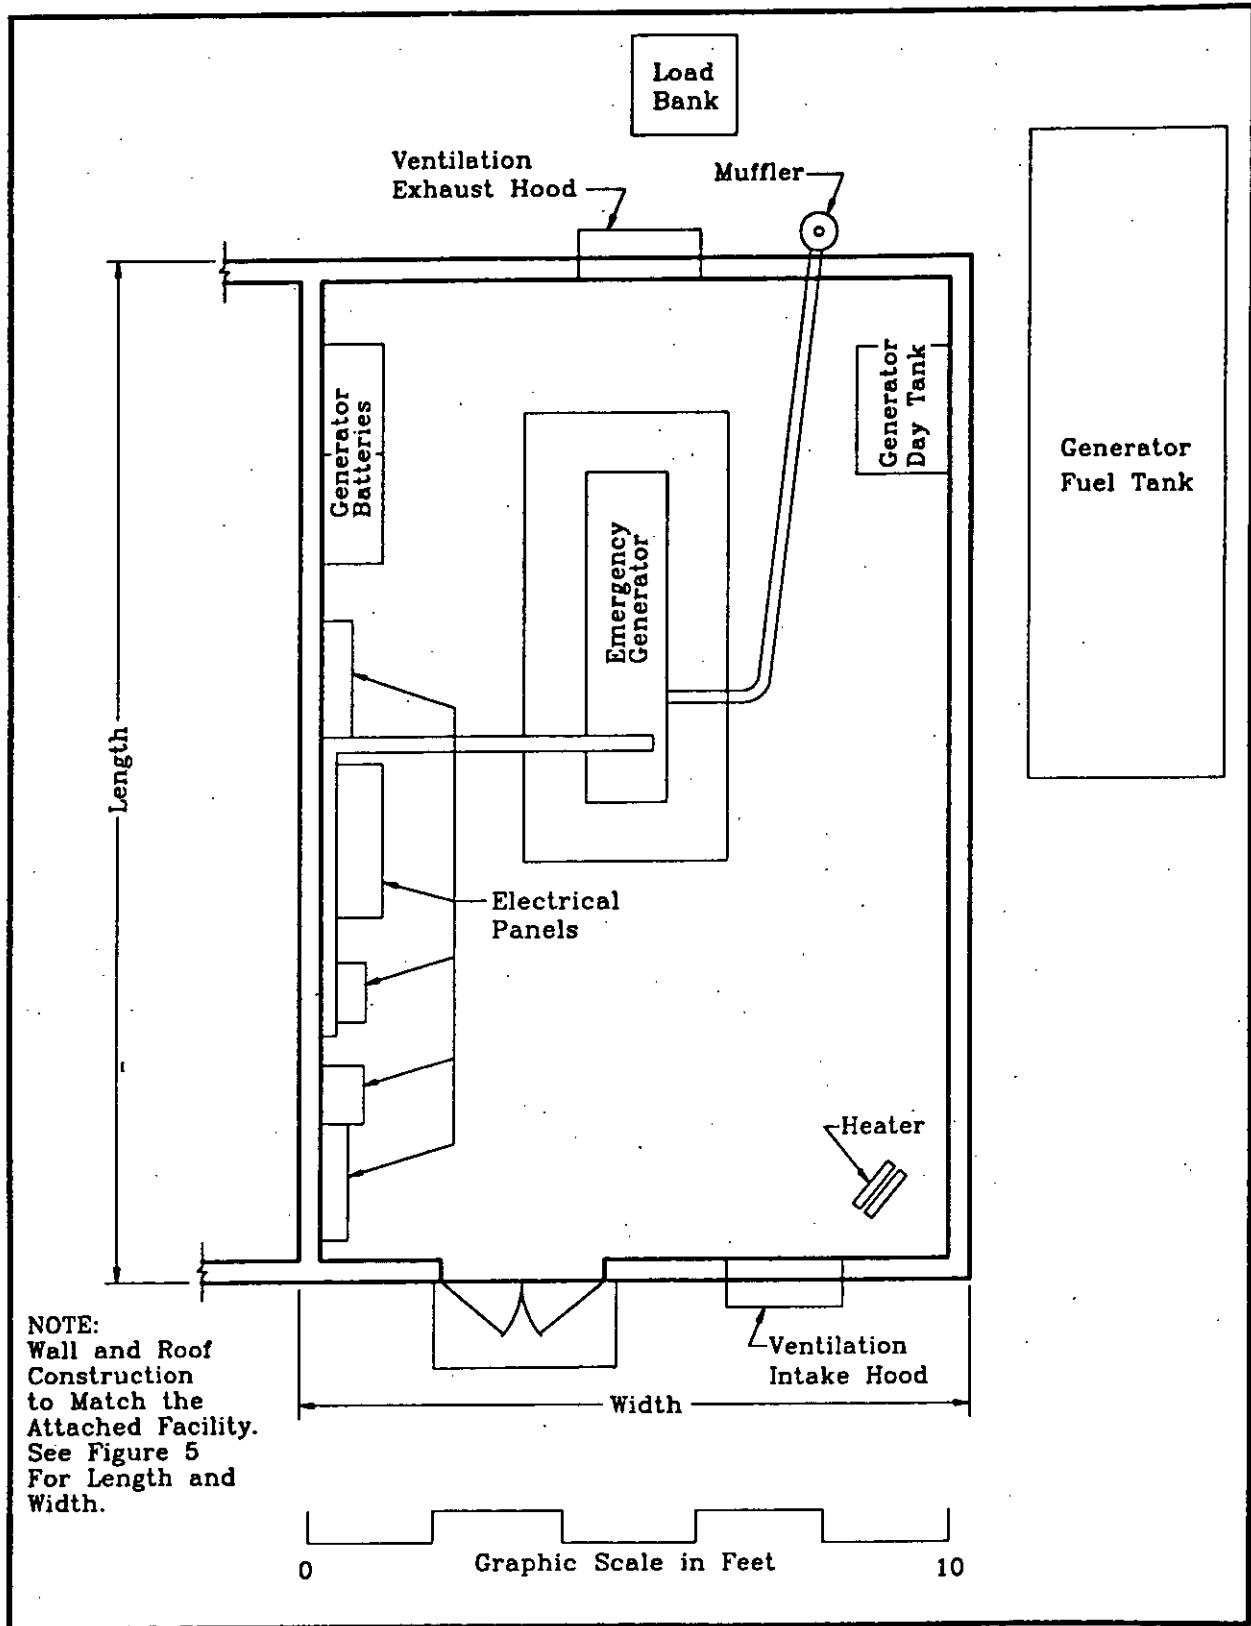 Load
Bank
Ventilation
Exhaust Hood
Muffler
Generator
Batteries
Generator
Day Tank
Generator
Fuel Tank
Emergency
Generator
Length
Electrical
Panels
Heater
Ventilation
Intake Hood
Width
NOTE:
Wall and Roof
Construction
to Match the
Attached Facility.
See Figure 5
For Length and
Width.
Graphic Scale in Feet
0
10